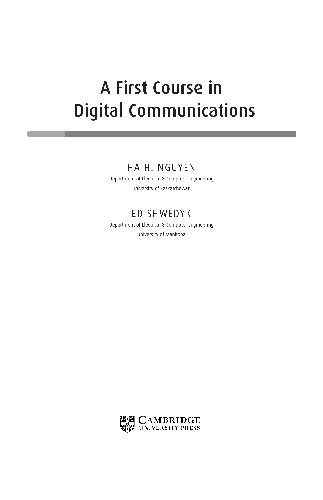 A First Course in
Digital Communications
HA H. NGUYEN
Department of Electrical & Computer Engineering
University of Saskatchewan
ED SHWEDYK
Department of Electrical & Computer Engineering
University of Manitoba
CAMBRIDGE
UNIVERSITY PRESS